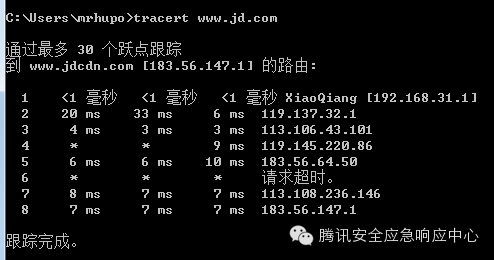 C:\Users\mrhupo>tracert www.jd.com
通过最多 30 个跃点跟踪
到 www.jdcdn.com [183.56.147.1] 的路由:
1 <1 毫秒 <1 毫秒 <1 毫秒 XiaoQiang [192.168.31.1]
2 20 ms 33 ms 6 ms 119.137.32.1
3 4 ms 3 ms 3 ms 113.106.43.101
4 * * 9 ms 119.145.220.86
5 6 ms 6 ms 10 ms 183.56.64.50
6 * * * 请求超时。
7 8 ms 7 ms 7 ms 113.108.236.146
8 7 ms 7 ms 7 ms 183.56.147.1
跟踪完成。
腾讯安全应急响应中心